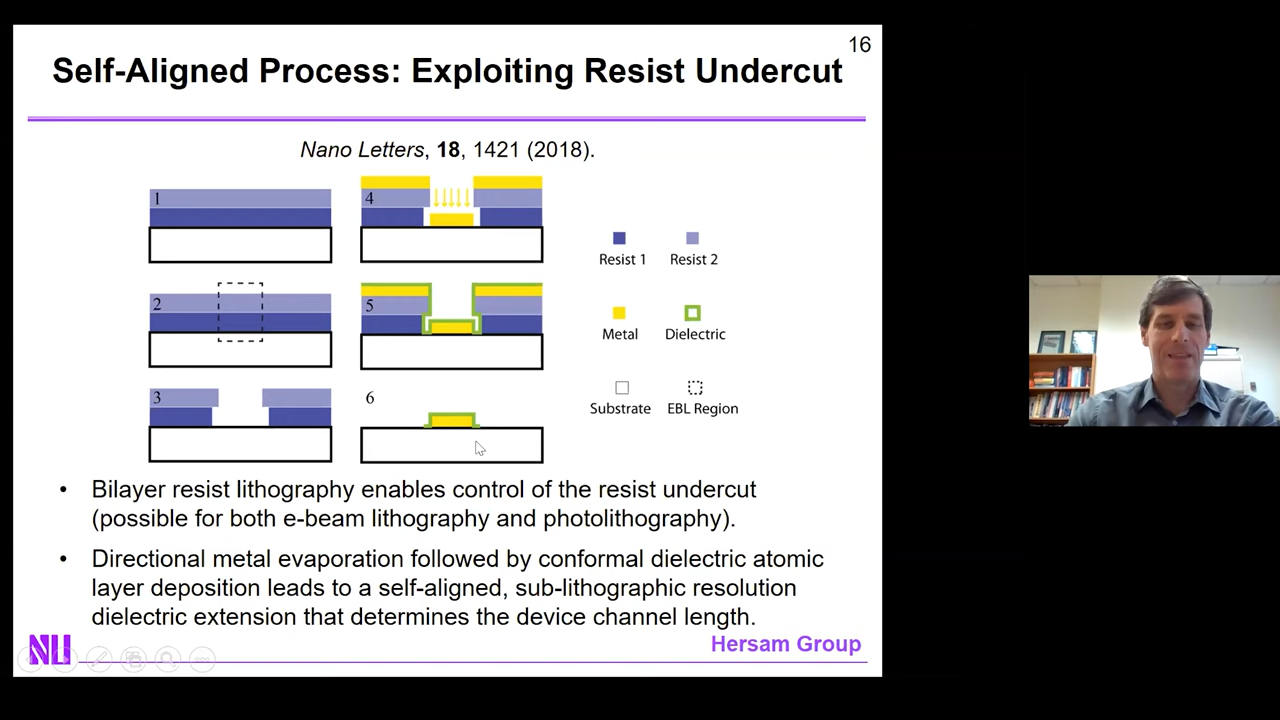 16
Self-Aligned Process: Exploiting Resist Undercut
Nano Letters, 18, 1421 (2018).
1
4
2
5
3
6
Resist 1
Resist 2
Metal
Dielectric
Substrate
EBL Region
• Bilayer resist lithography enables control of the resist undercut
(possible for both e-beam lithography and photolithography).
• Directional metal evaporation followed by conformal dielectric atomic
layer deposition leads to a self-aligned, sub-lithographic resolution
dielectric extension that determines the device channel length.
NU
Hersam Group